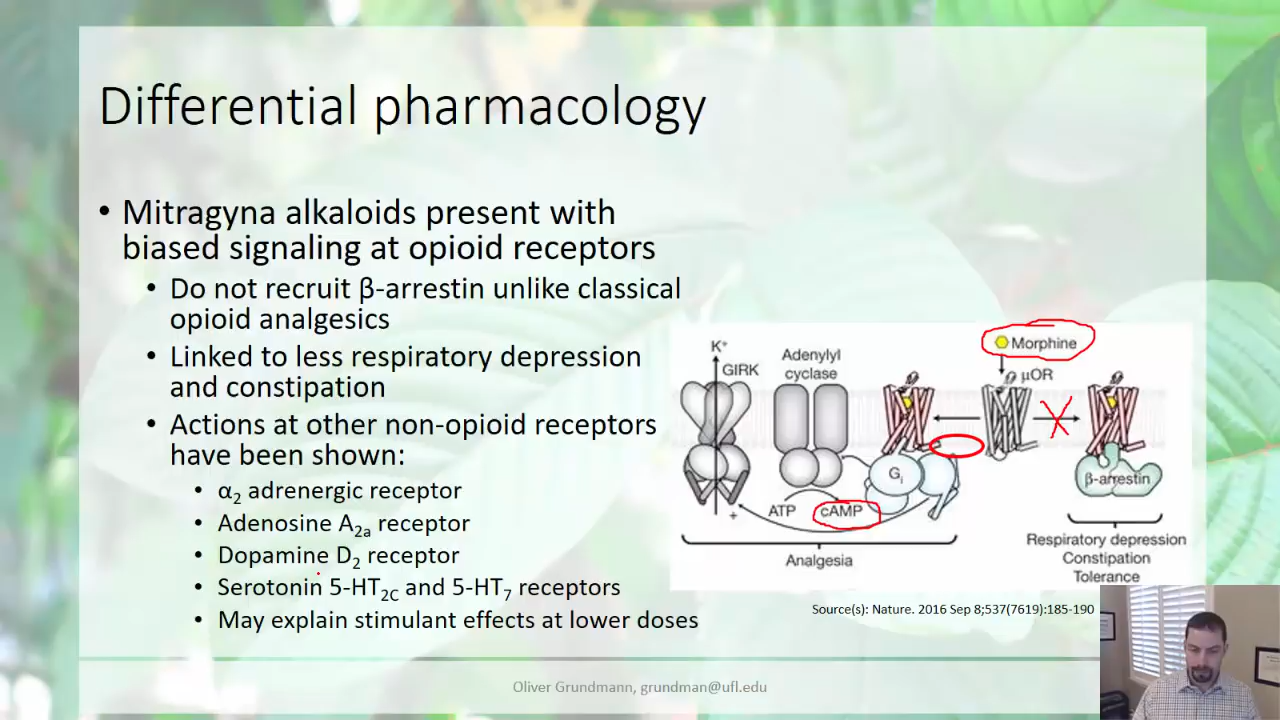 Differential pharmacology
• Mitragyna alkaloids present with
biased signaling at opioid receptors
• Do not recruit β-arrestin unlike classical
opioid analgesics
• Linked to less respiratory depression
and constipation
• Actions at other non-opioid receptors
have been shown:
• α2 adrenergic receptor
• Adenosine A2a receptor
• Dopamine D2 receptor
• Serotonin 5-HT2C and 5-HT7 receptors
• May explain stimulant effects at lower doses
K+
GIRK
Adenylyl
cyclase
Morphine
μOR
Gi
β-arrestin
+
ATP
cAMP
Analgesia
Respiratory depression
Constipation
Tolerance
Source(s): Nature. 2016 Sep 8;537(7619):185-190
Oliver Grundmann, grundman@ufl.edu